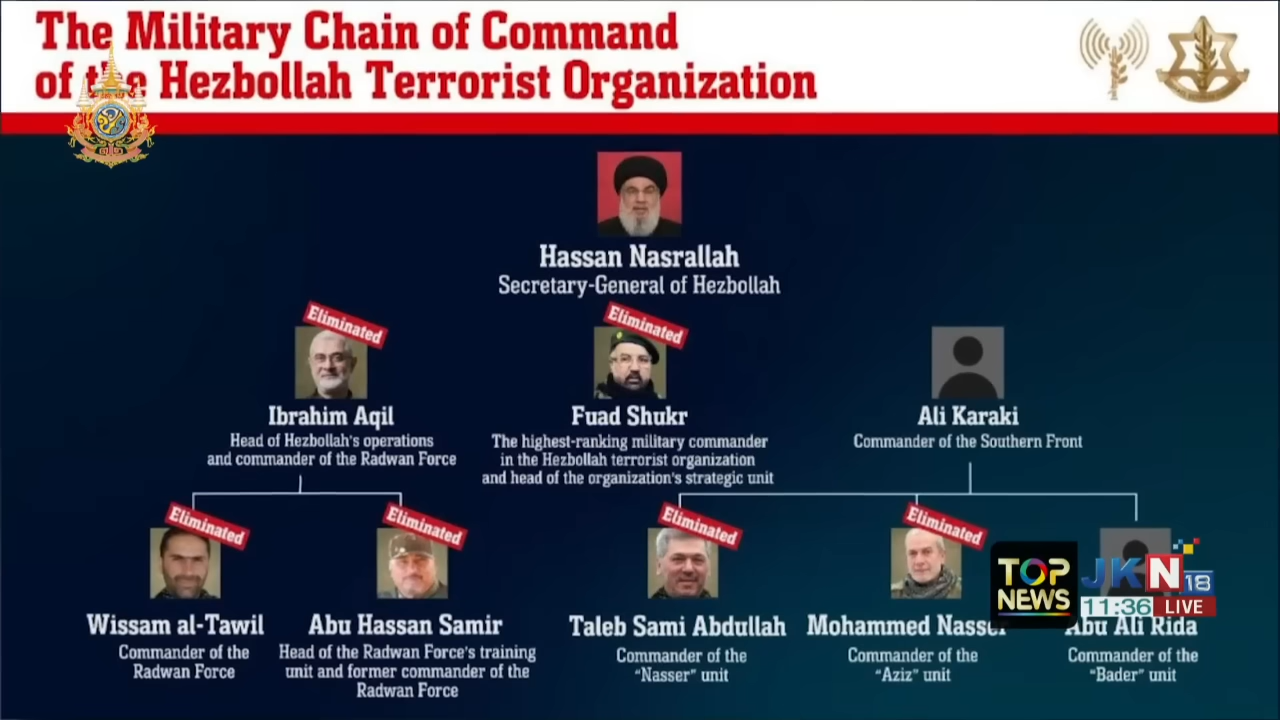 The Military Chain of Command
of the Hezbollah Terrorist Organization
Hassan Nasrallah
Secretary-General of Hezbollah
Eliminated
Ibrahim Aqil
Head of Hezbollah's operations
and commander of the Radwan Force
Eliminated
Fuad Shukr
The highest-ranking military commander
in the Hezbollah terrorist organization
and head of the organization's strategic unit
Ali Karaki
Commander of the Southern Front
Eliminated
Wissam al-Tawil
Commander of the
Radwan Force
Eliminated
Abu Hassan Samir
Head of the Radwan Force's training
unit and former commander of the
Radwan Force
Eliminated
Taleb Sami Abdullah
Commander of the
“Nasser” unit
Eliminated
Mohammed Nasser
Commander of the
“Aziz” unit
Abu Ali Rida
Commander of the
“Bader” unit
TOP
NEWS
JKN
18
11:36 LIVE